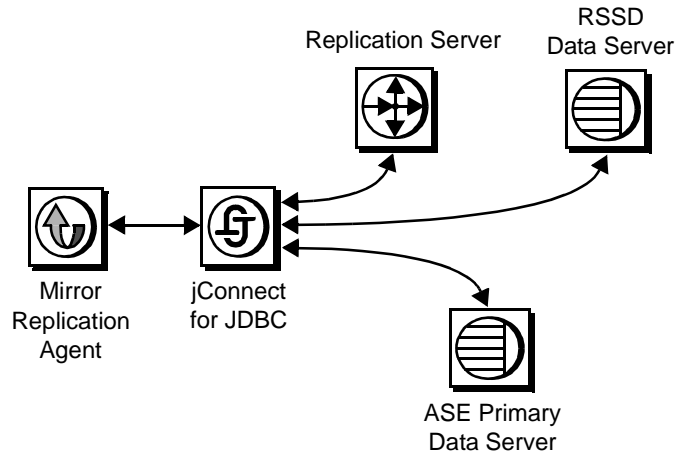 RSSD
Data Server
Replication Server
Mirror
Replication
Agent
jConnect
for JDBC
ASE Primary
Data Server